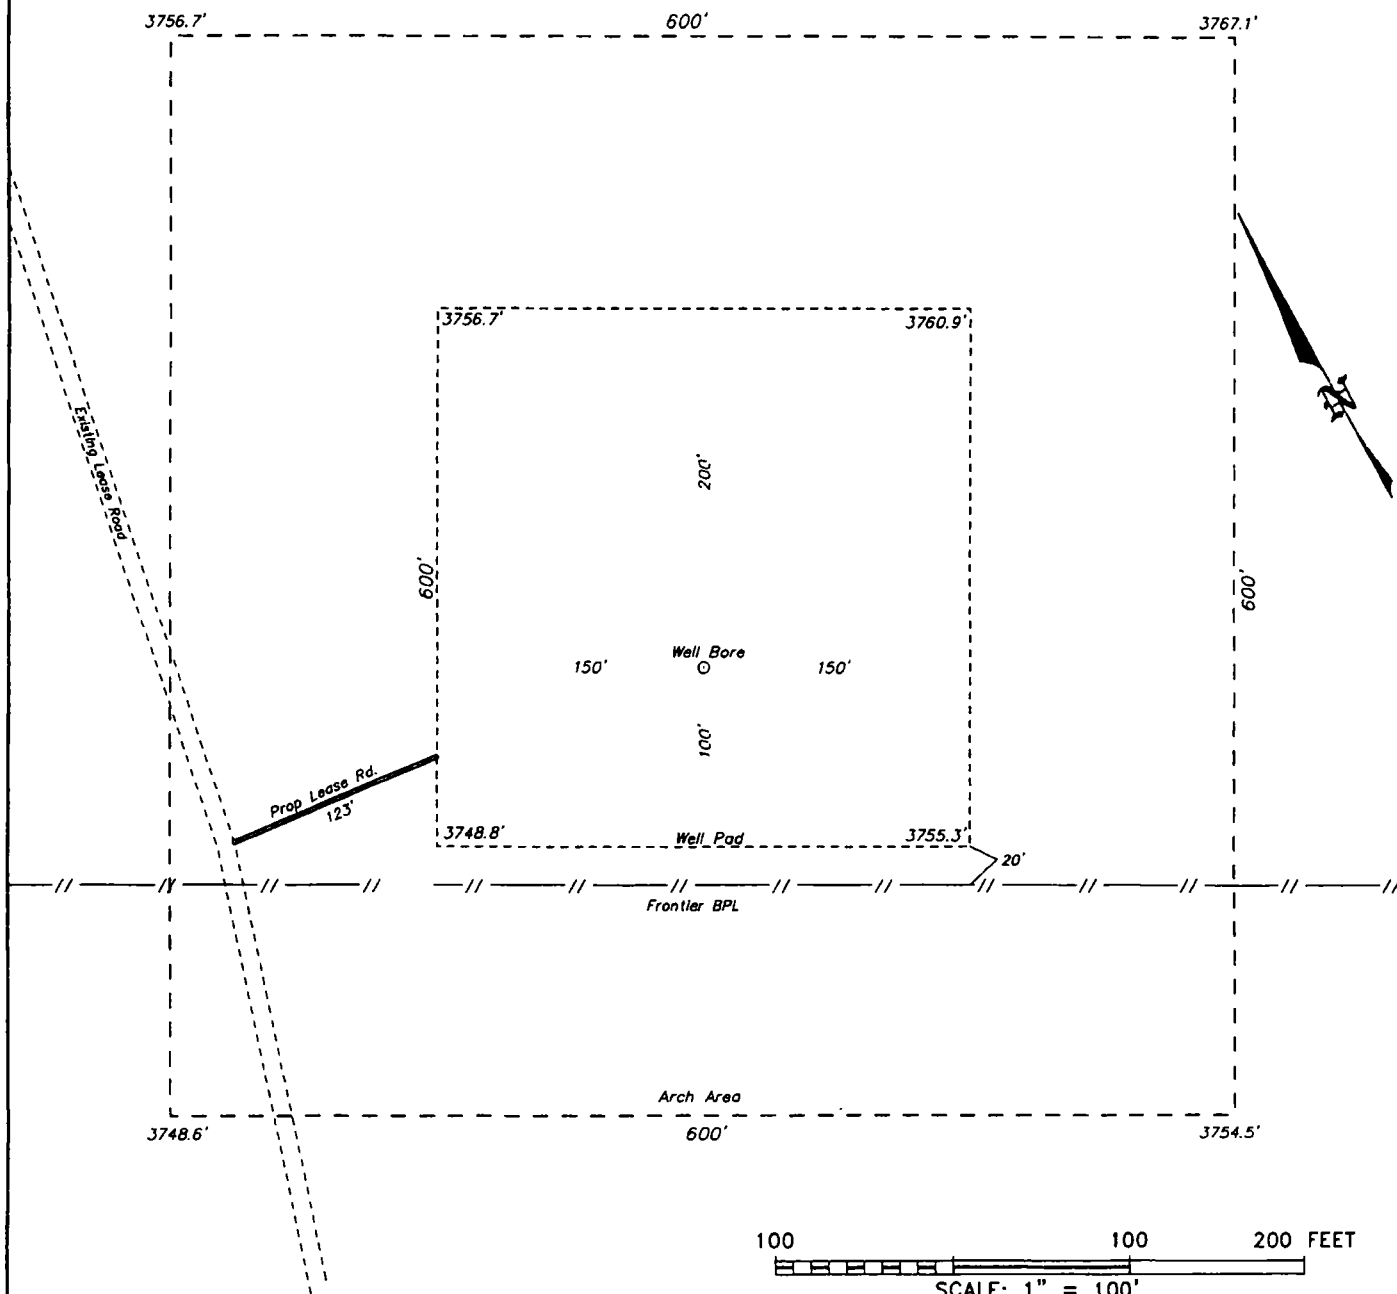 3756.7' 600' 3767.1'
3756.7' 3760.9'
Existing Lease Road
200'
600'
600'
Well Bore
150' 150'
100'
Prop Lease Rd.
123'
3748.8' Well Pad 3755.3'
20'
Frontier BPL
Arch Area
3748.6' 600' 3754.5'
N
100 100 200 FEET
SCALE: 1" = 100'